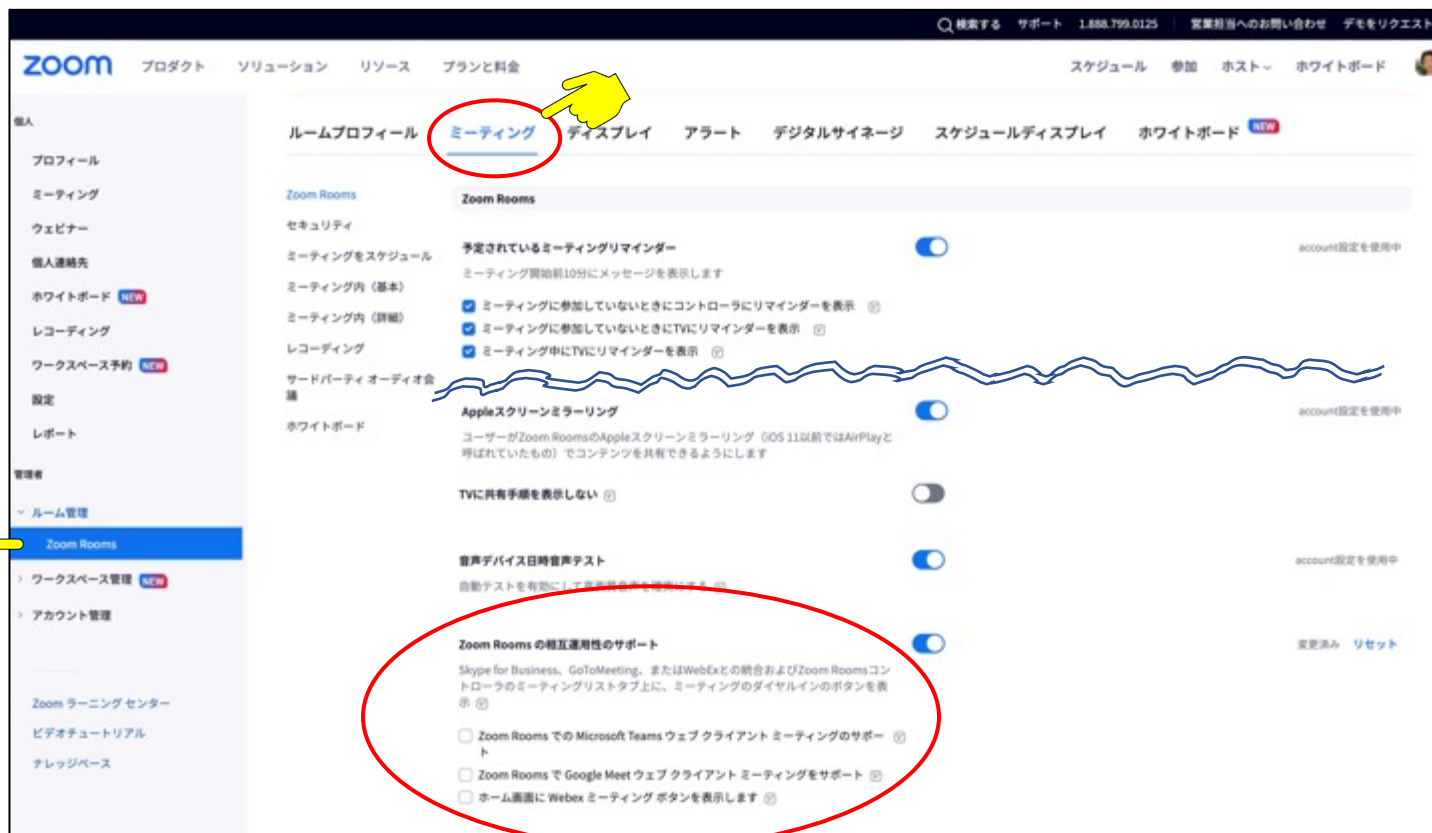 検索する サポート 1.888.799.0125 営業担当へのお問い合わせ デモをリクエスト
zoom プロダクト ソリューション リソース プランと料金 スケジュール 参加 ホスト ホワイトボード
個人
プロフィール
ミーティング
ウェビナー
個人連絡先
ホワイトボード NEW
レコーディング
ワークスペース予約 NEW
設定
レポート
管理者
ルーム管理
Zoom Rooms
ワークスペース管理 NEW
アカウント管理
Zoom ラーニング センター
ビデオチュートリアル
ナレッジベース
ルームプロフィール ミーティング ディスプレイ アラート デジタルサイネージ スケジュールディスプレイ ホワイトボード NEW
Zoom Rooms
セキュリティ
ミーティングをスケジュール
ミーティング内（基本）
ミーティング内（詳細）
レコーディング
サードパーティ オーディオ会
議
ホワイトボード
Zoom Rooms
予定されているミーティングリマインダー account設定を使用中
ミーティング開始前10分にメッセージを表示します
ミーティングに参加していないときにコントローラにリマインダーを表示
ミーティングに参加していないときにTVにリマインダーを表示
ミーティング中にTVにリマインダーを表示
Appleスクリーンミラーリング account設定を使用中
ユーザーがZoom RoomsのAppleスクリーンミラーリング（iOS 11以前ではAirPlayと
呼ばれていたもの）でコンテンツを共有できるようにします
TVに共有手順を表示しない
音声デバイス日時音声テスト account設定を使用中
自動テストを有効にして高品質音声を確実にする
Zoom Rooms の相互運用性のサポート 変更済み リセット
Skype for Business、GoToMeeting、またはWebExとの統合およびZoom Roomsコン
トローラのミーティングリストタブ上に、ミーティングのダイヤルインのボタンを表
示
Zoom Rooms での Microsoft Teams ウェブ クライアント ミーティングのサポー
ト
Zoom Rooms で Google Meet ウェブ クライアント ミーティングをサポート
ホーム画面に Webex ミーティング ボタンを表示します